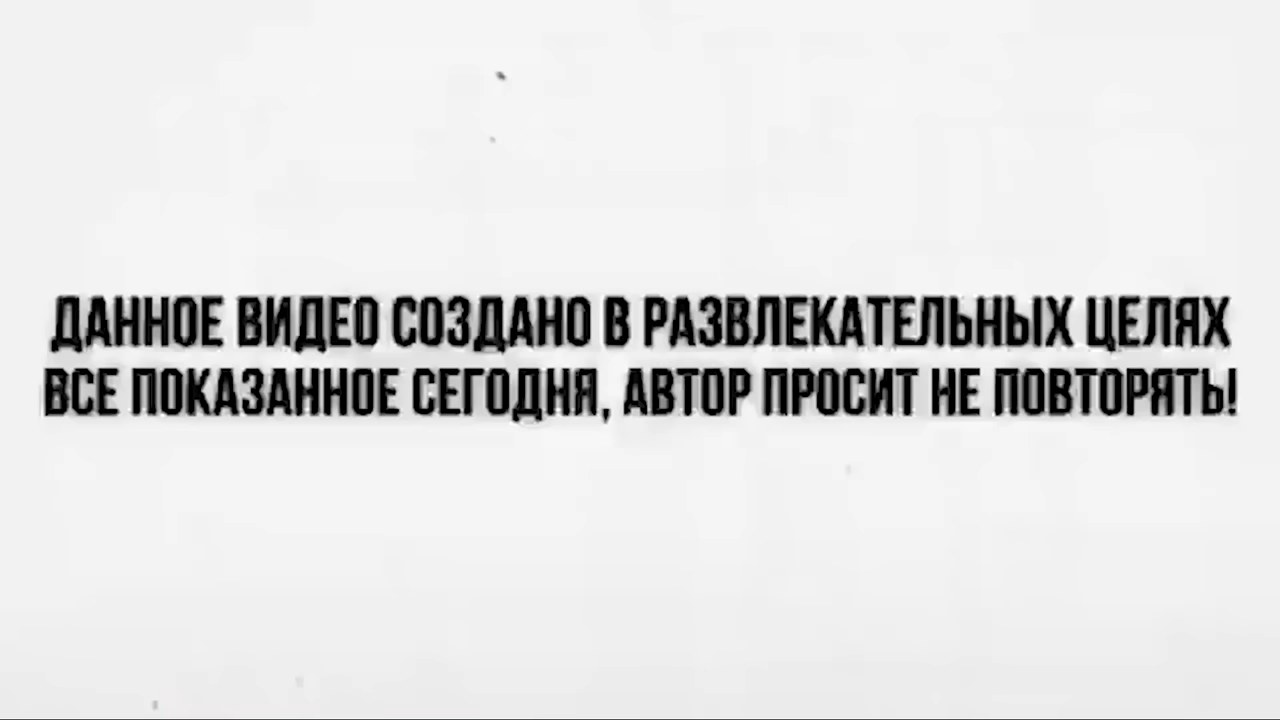 ДАННОЕ ВИДЕО СОЗДАНО В РАЗВЛЕКАТЕЛЬНЫХ ЦЕЛЯХ
ВСЕ ПОКАЗАННОЕ СЕГОДНЯ, АВТОР ПРОСИТ НЕ ПОВТОРЯТЬ!